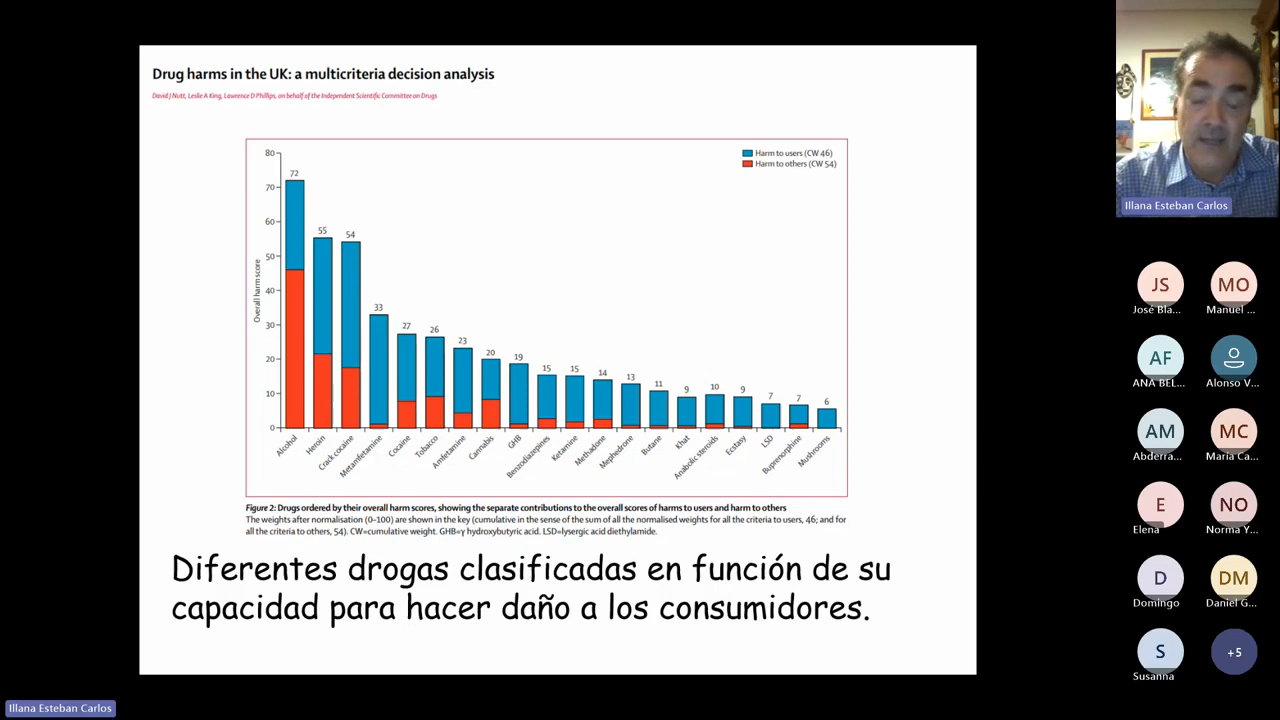 Drug harms in the UK: a multicriteria decision analysis
David J Nutt, Leslie A King, Lawrence D Phillips, on behalf of the Independent Scientific Committee on Drugs
Harm to users (CW 46)
Harm to others (CW 54)
Overall harm score
80
70
60
50
40
30
20
10
0
72
55
54
33
27
26
23
20
19
15
15
14
13
11
9
10
9
7
7
6
Alcohol
Heroin
Crack cocaine
Metamfetamine
Cocaine
Tobacco
Amfetamine
Cannabis
GHB
Benzodiazepines
Ketamine
Methadone
Mephedrone
Butane
Khat
Anabolic steroids
Ecstasy
LSD
Buprenorphine
Mushrooms
Figure 2: Drugs ordered by their overall harm scores, showing the separate contributions to the overall scores of harms to users and harm to others
The weights after normalisation (0–100) are shown in the key (cumulative in the sense of the sum of all the normalised weights for all the criteria to users, 46; and for
all the criteria to others, 54). CW=cumulative weight. GHB=γ hydroxybutyric acid. LSD=lysergic acid diethylamide.
Diferentes drogas clasificadas en función de su
capacidad para hacer daño a los consumidores.
Illana Esteban Carlos
JS
MO
José Bla...
Manuel ...
AF
ANA BEL...
Alonso V...
AM
MC
Abderra...
María Ca...
E
NO
Elena
Norma Y...
D
DM
Domingo
Daniel G...
S
+5
Susanna
Illana Esteban Carlos